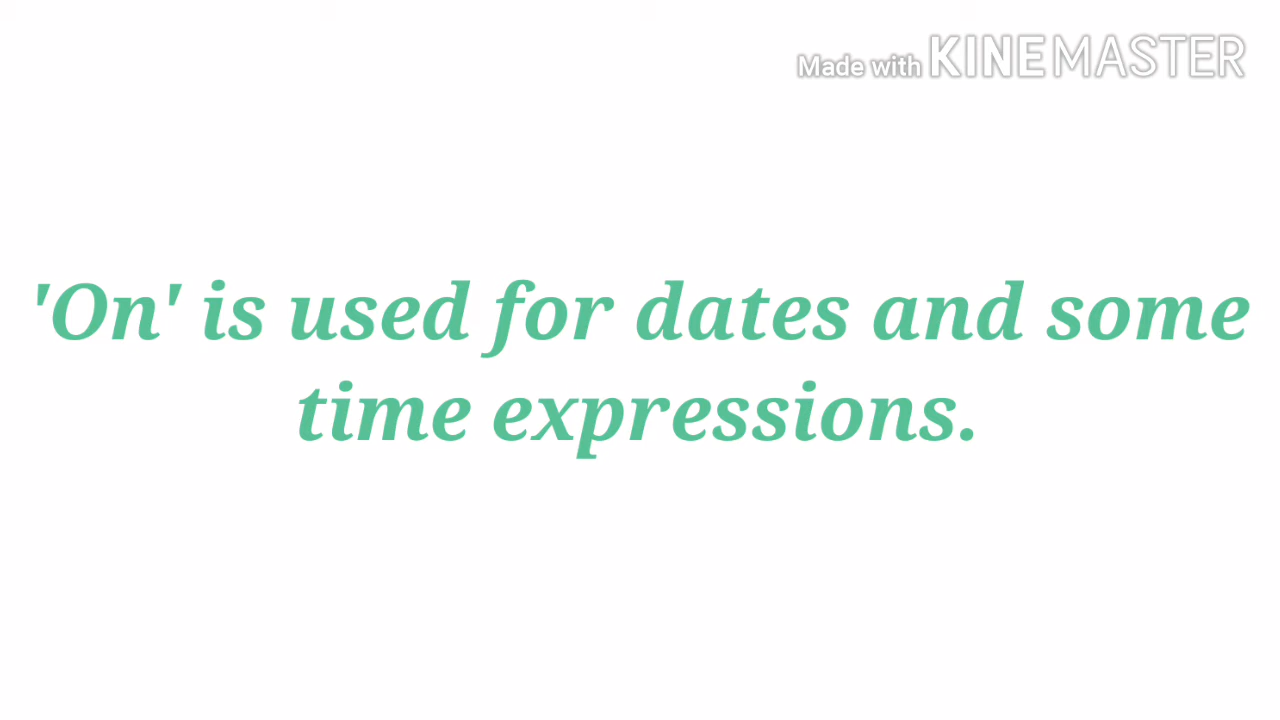 Made with KINEMASTER
'On' is used for dates and some
time expressions.